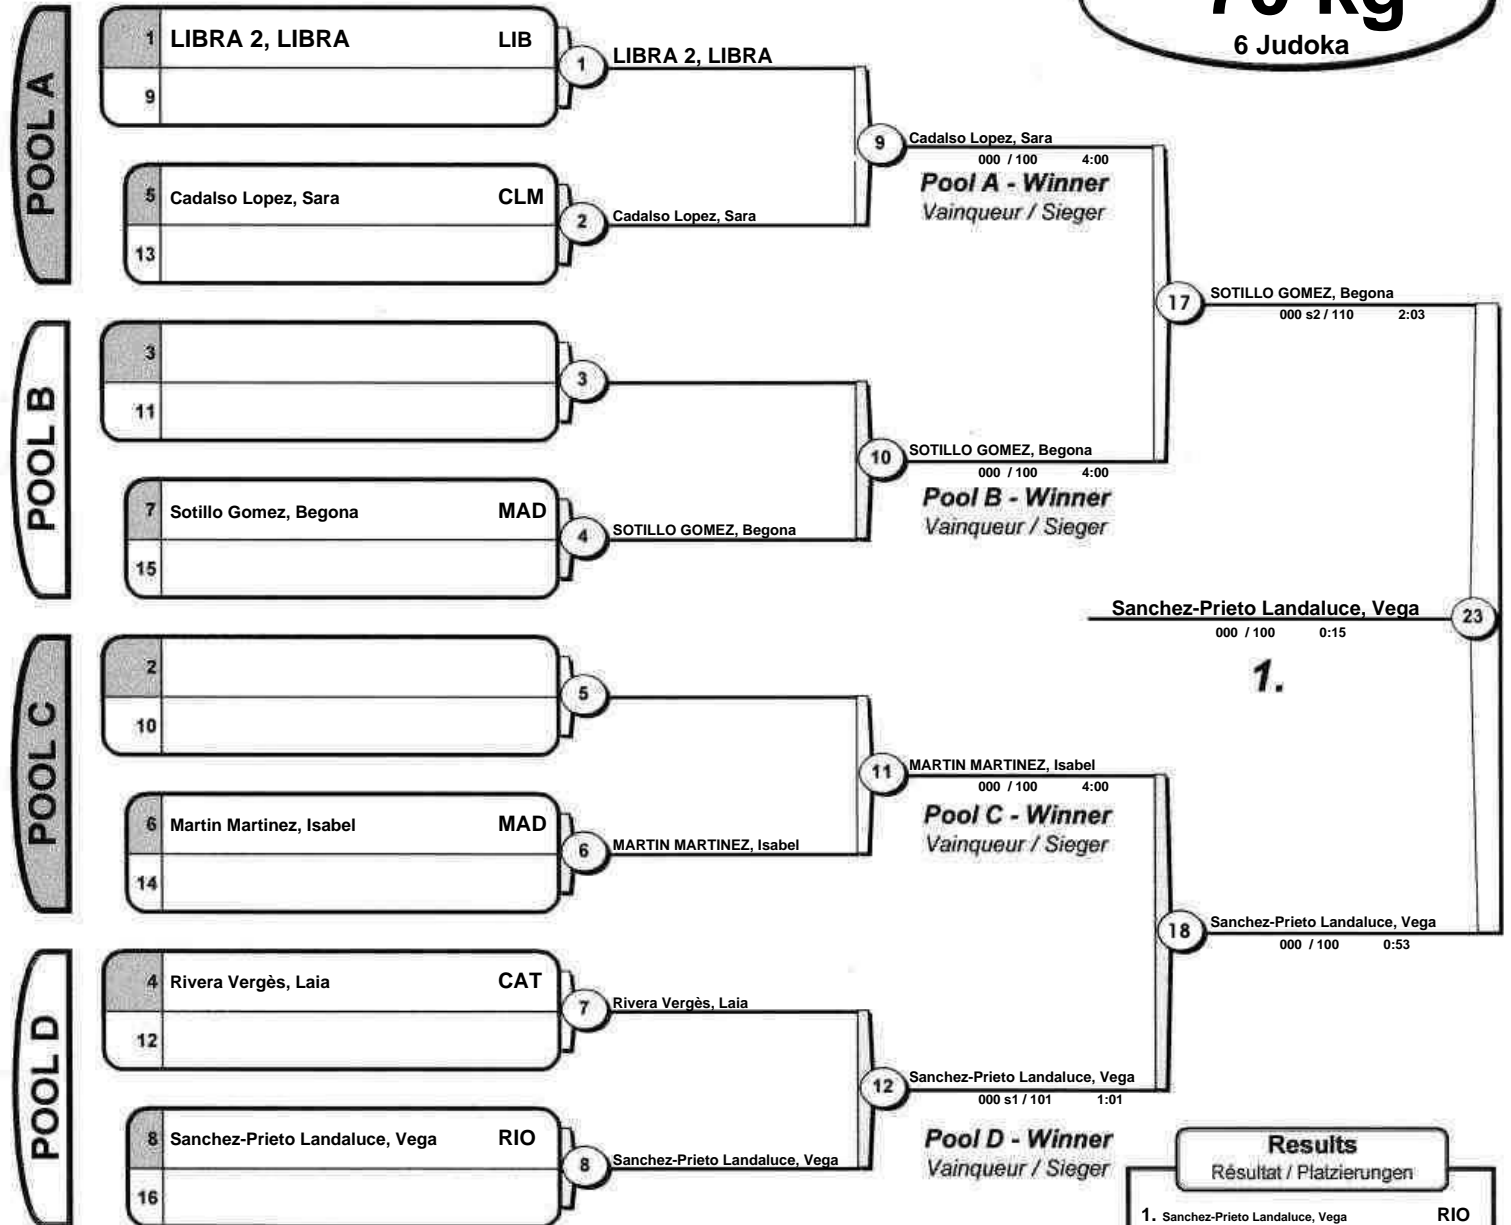 70 kg
6 Judoka
POOL A
1 LIBRA 2, LIBRA LIB
9
1 LIBRA 2, LIBRA
5 Cadalso Lopez, Sara CLM
13
2 Cadalso Lopez, Sara
9 Cadalso Lopez, Sara
000 / 100 4:00
Pool A - Winner
Vainqueur / Sieger
POOL B
3
11
3
7 Sotillo Gomez, Begona MAD
15
4 SOTILLO GOMEZ, Begona
10 SOTILLO GOMEZ, Begona
000 / 100 4:00
Pool B - Winner
Vainqueur / Sieger
17 SOTILLO GOMEZ, Begona
000 s2 / 110 2:03
Sanchez-Prieto Landaluce, Vega 23
000 / 100 0:15
1.
POOL C
2
10
5
6 Martin Martinez, Isabel MAD
14
6 MARTIN MARTINEZ, Isabel
11 MARTIN MARTINEZ, Isabel
000 / 100 4:00
Pool C - Winner
Vainqueur / Sieger
18 Sanchez-Prieto Landaluce, Vega
000 / 100 0:53
POOL D
4 Rivera Vergès, Laia CAT
12
7 Rivera Vergès, Laia
8 Sanchez-Prieto Landaluce, Vega RIO
16
8 Sanchez-Prieto Landaluce, Vega
12 Sanchez-Prieto Landaluce, Vega
000 s1 / 101 1:01
Pool D - Winner
Vainqueur / Sieger
Results
Résultat / Platzierungen
1. Sanchez-Prieto Landaluce, Vega RIO